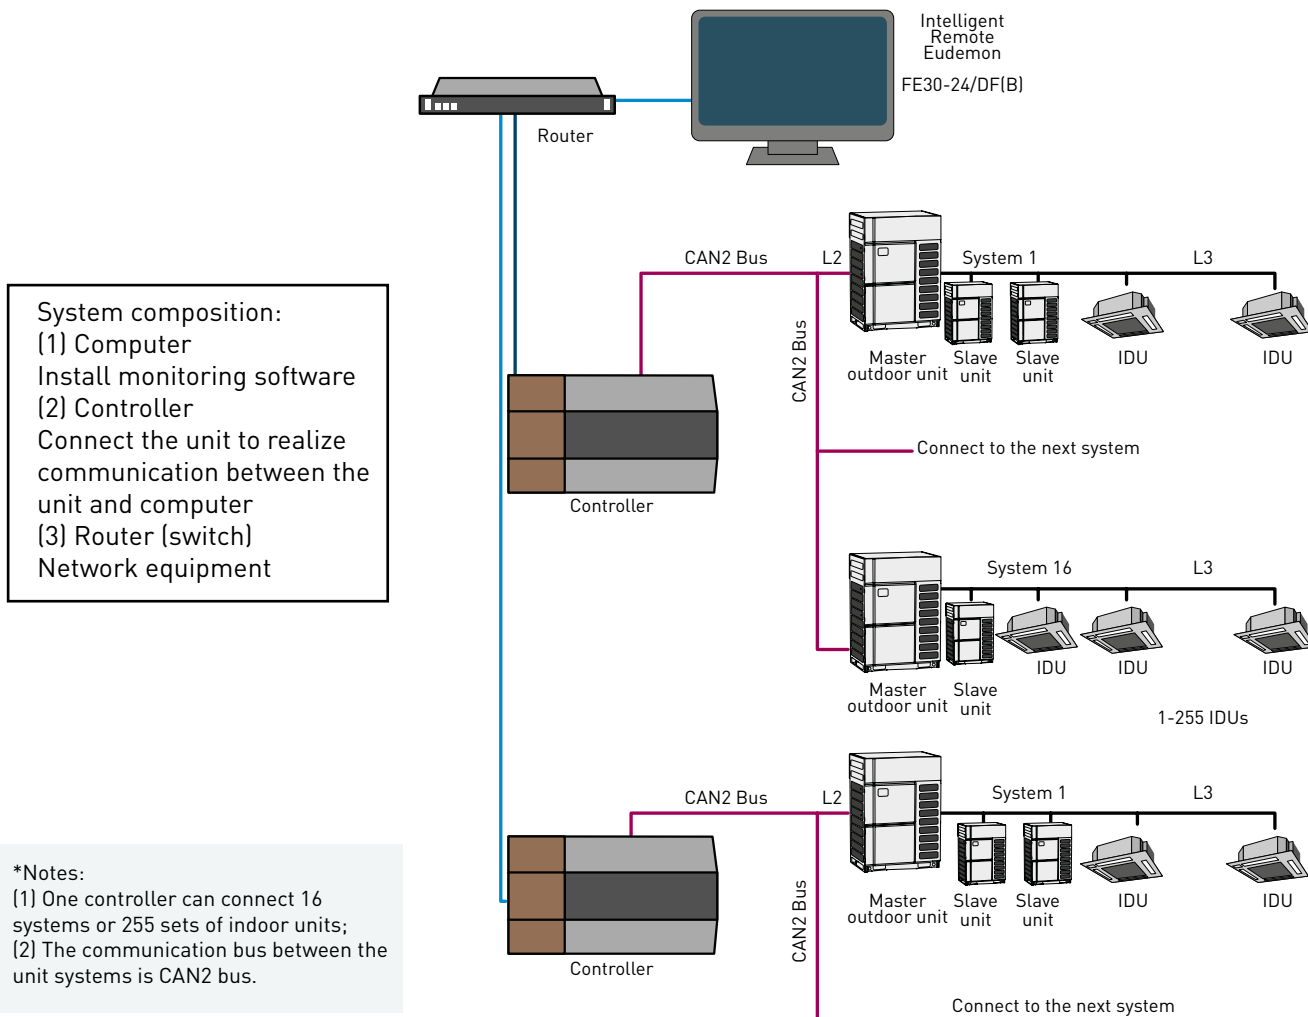 Intelligent
Remote
Eudemon
FE30-24/DF(B)
Router
CAN2 Bus
L2
System 1
L3
CAN2 Bus
Master
outdoor unit
Slave
unit
Slave
unit
IDU
IDU
System composition:
(1) Computer
Install monitoring software
(2) Controller
Connect the unit to realize
communication between the
unit and computer
(3) Router (switch)
Network equipment
Connect to the next system
Controller
System 16
L3
Master
outdoor unit
Slave
unit
IDU
IDU
IDU
1-255 IDUs
CAN2 Bus
L2
System 1
L3
CAN2 Bus
Master
outdoor unit
Slave
unit
Slave
unit
IDU
IDU
Controller
*Notes:
(1) One controller can connect 16
systems or 255 sets of indoor units;
(2) The communication bus between the
unit systems is CAN2 bus.
Connect to the next system